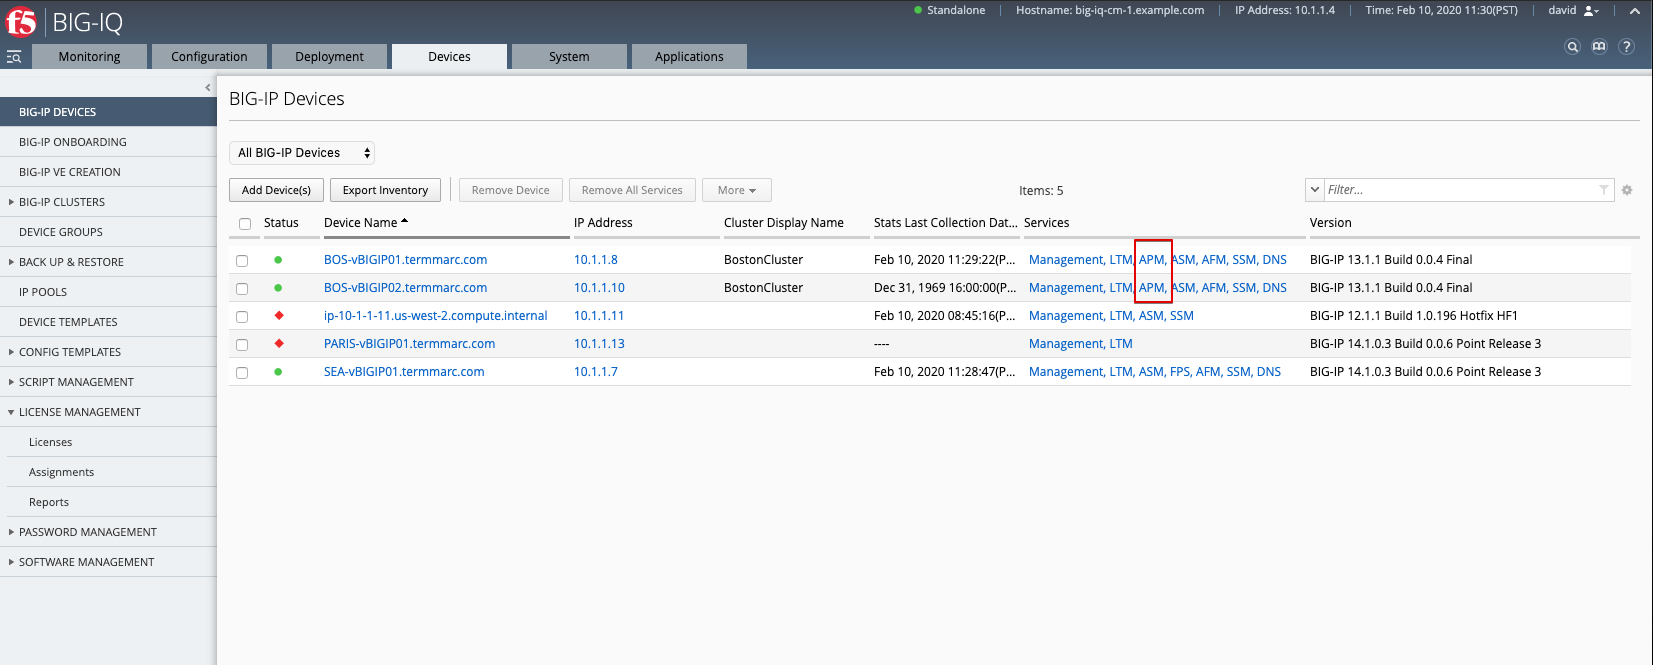 f5 BIG-IQ
Standalone Hostname: big-iq-cm-1.example.com IP Address: 10.1.1.4 Time: Feb 10, 2020 11:30(PST) david
Monitoring Configuration Deployment Devices System Applications
?
BIG-IP DEVICES
BIG-IP ONBOARDING
BIG-IP VE CREATION
BIG-IP CLUSTERS
DEVICE GROUPS
BACK UP & RESTORE
IP POOLS
DEVICE TEMPLATES
CONFIG TEMPLATES
SCRIPT MANAGEMENT
LICENSE MANAGEMENT
Licenses
Assignments
Reports
PASSWORD MANAGEMENT
SOFTWARE MANAGEMENT
BIG-IP Devices
All BIG-IP Devices
Add Device(s) Export Inventory Remove Device Remove All Services More Items: 5 Filter...
Status Device Name IP Address Cluster Display Name Stats Last Collection Dat... Services Version
BOS-vBIGIP01.termmarc.com 10.1.1.8 BostonCluster Feb 10, 2020 11:29:22(P... Management, LTM, APM, ASM, AFM, SSM, DNS BIG-IP 13.1.1 Build 0.0.4 Final
BOS-vBIGIP02.termmarc.com 10.1.1.10 BostonCluster Dec 31, 1969 16:00:00(P... Management, LTM, APM, ASM, AFM, SSM, DNS BIG-IP 13.1.1 Build 0.0.4 Final
ip-10-1-1-11.us-west-2.compute.internal 10.1.1.11 Feb 10, 2020 08:45:16(P... Management, LTM, ASM, SSM BIG-IP 12.1.1 Build 1.0.196 Hotfix HF1
PARIS-vBIGIP01.termmarc.com 10.1.1.13 ---- Management, LTM BIG-IP 14.1.0.3 Build 0.0.6 Point Release 3
SEA-vBIGIP01.termmarc.com 10.1.1.7 Feb 10, 2020 11:28:47(P... Management, LTM, ASM, FPS, AFM, SSM, DNS BIG-IP 14.1.0.3 Build 0.0.6 Point Release 3